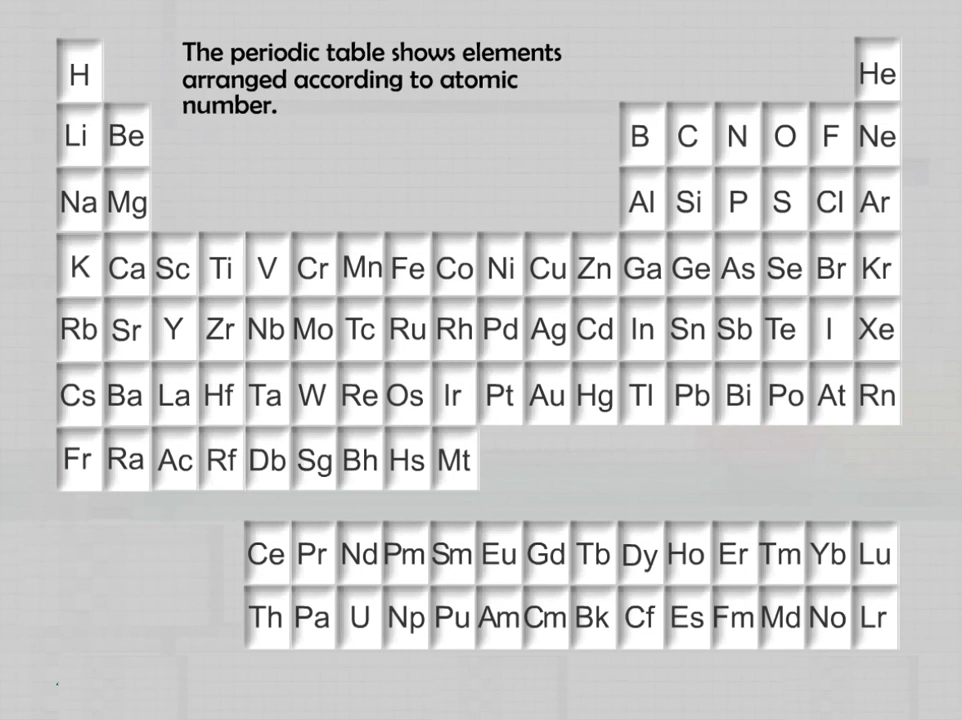 The periodic table shows elements
arranged according to atomic
number.
H He
Li Be B C N O F Ne
Na Mg Al Si P S Cl Ar
K Ca Sc Ti V Cr Mn Fe Co Ni Cu Zn Ga Ge As Se Br Kr
Rb Sr Y Zr Nb Mo Tc Ru Rh Pd Ag Cd In Sn Sb Te I Xe
Cs Ba La Hf Ta W Re Os Ir Pt Au Hg Tl Pb Bi Po At Rn
Fr Ra Ac Rf Db Sg Bh Hs Mt
Ce Pr Nd Pm Sm Eu Gd Tb Dy Ho Er Tm Yb Lu
Th Pa U Np Pu Am Cm Bk Cf Es Fm Md No Lr